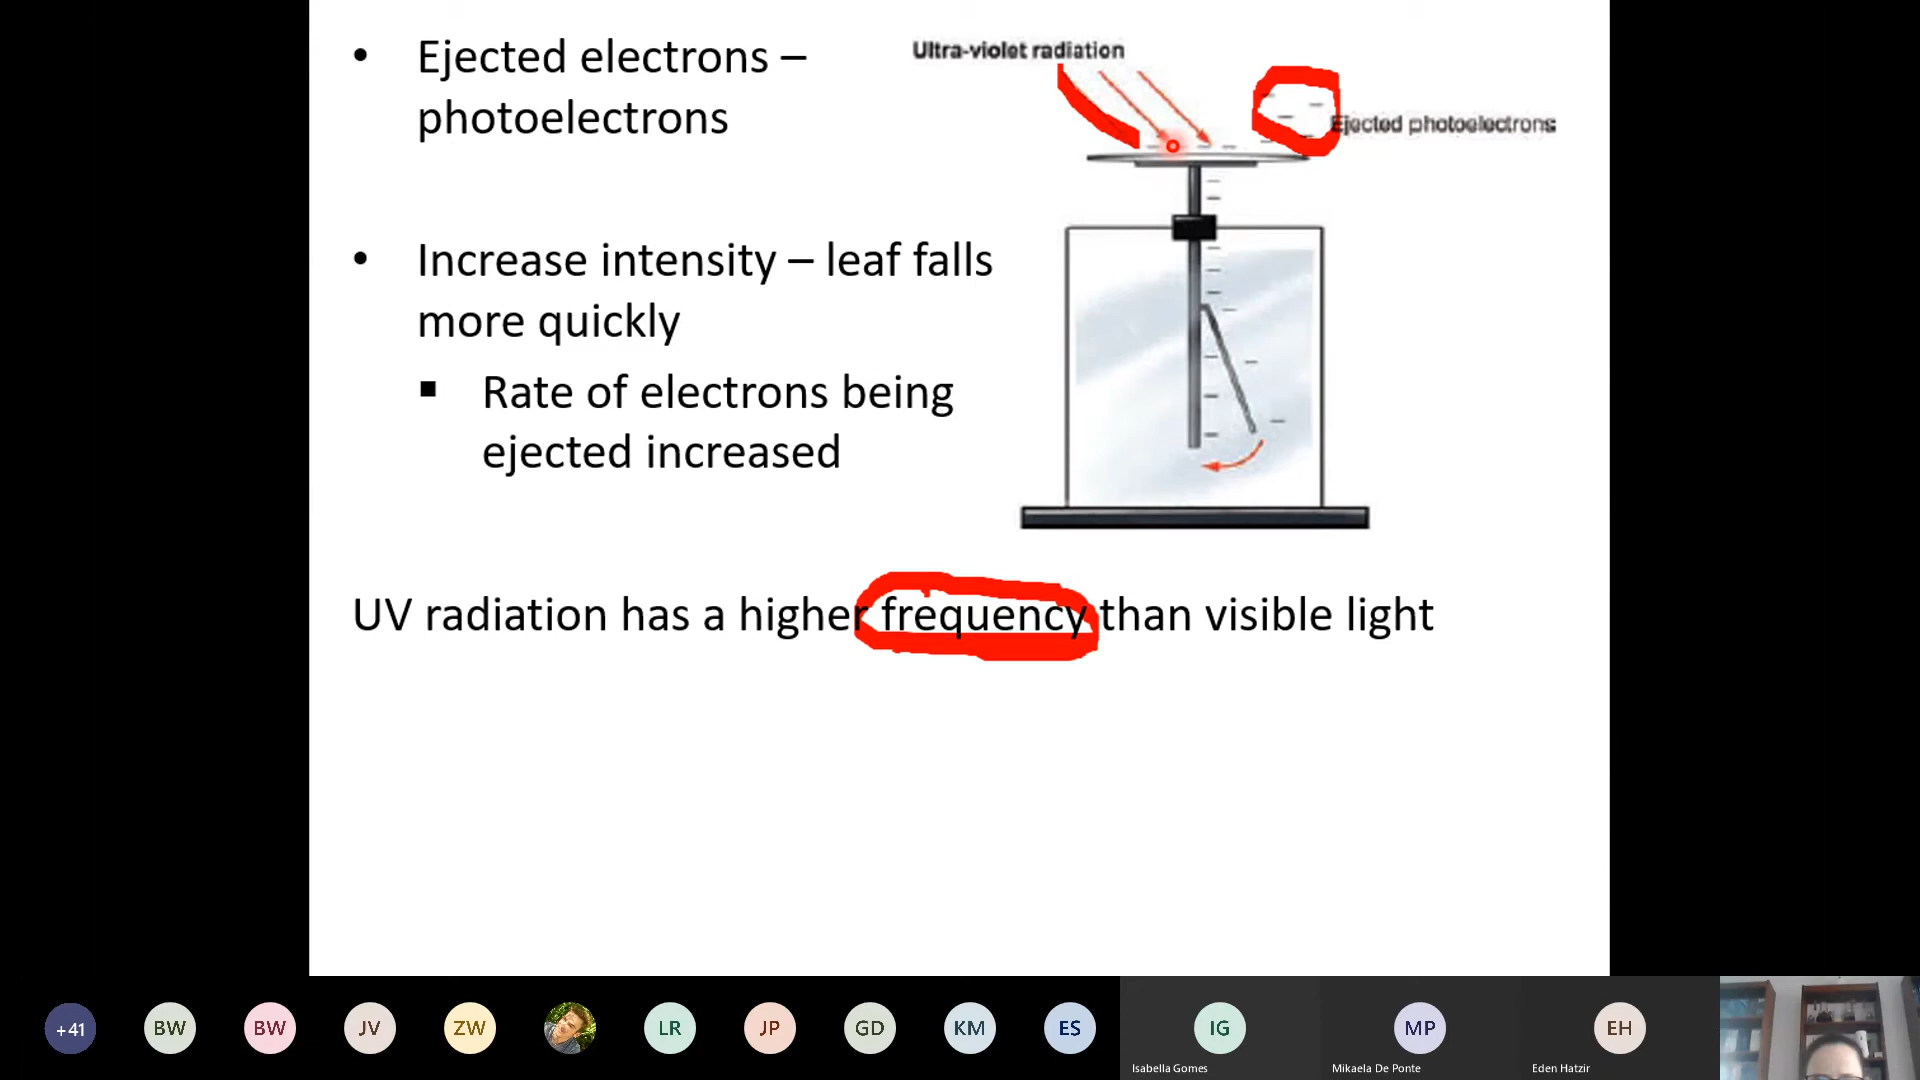 • Ejected electrons –
photoelectrons
Ultra-violet radiation
Ejected photoelectrons
• Increase intensity – leaf falls
more quickly
▪ Rate of electrons being
ejected increased
UV radiation has a higher frequency than visible light
+41
BW
BW
JV
ZW
LR
JP
GD
KM
ES
IG
MP
EH
Isabella Gomes
Mikaela De Ponte
Eden Hatzir